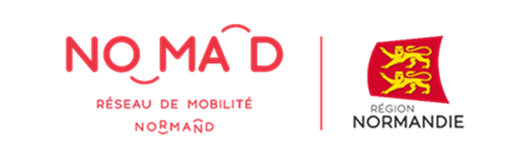 NOMAD
RÉSEAU DE MOBILITÉ
NORMAND
RÉGION
NORMANDIE